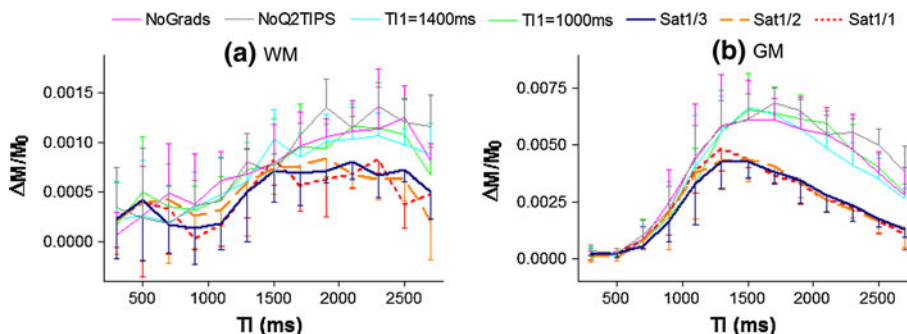 NoGrads NoQ2TIPS TI1=1400ms TI1=1000ms Sat1/3 Sat1/2 Sat1/1
(a) WM
(b) GM
ΔM/M0
0.0015
0.0010
0.0005
0.0000
500 1000 1500 2000 2500
TI (ms)
ΔM/M0
0.0075
0.0050
0.0025
0.0000
500 1000 1500 2000 2500
TI (ms)